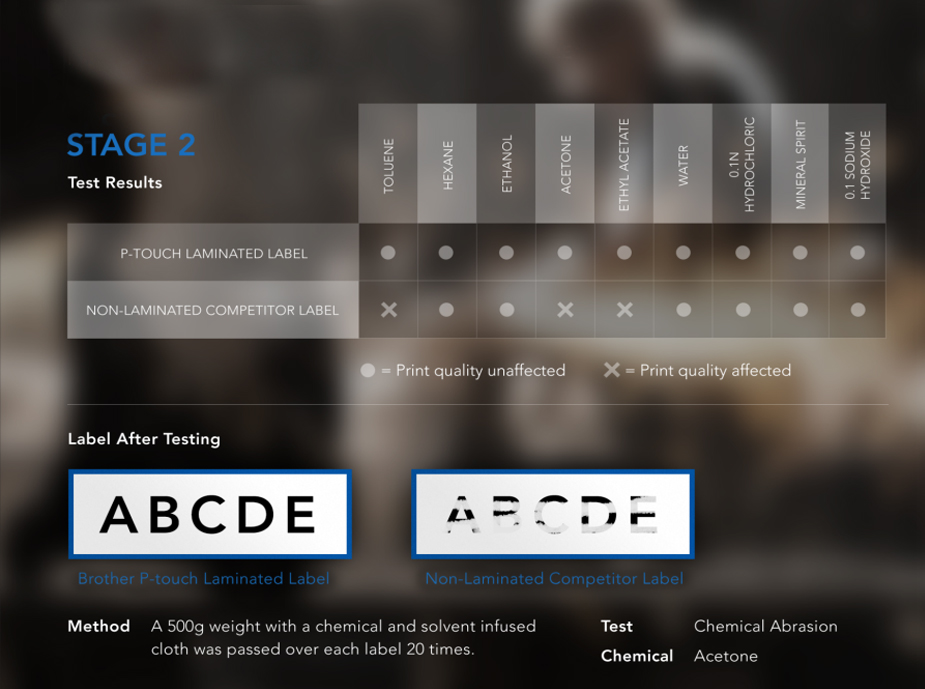 STAGE 2
Test Results
TOLUENE
HEXANE
ETHANOL
ACETONE
ETHYL ACETATE
WATER
0.1N
HYDROCHLORIC
MINERAL SPIRIT
0.1 SODIUM
HYDROXIDE
P-TOUCH LAMINATED LABEL
NON-LAMINATED COMPETITOR LABEL
= Print quality unaffected
= Print quality affected
Label After Testing
ABCDE
ABCDE
Brother P-touch Laminated Label
Non-Laminated Competitor Label
Method
A 500g weight with a chemical and solvent infused
cloth was passed over each label 20 times.
Test
Chemical Abrasion
Chemical
Acetone